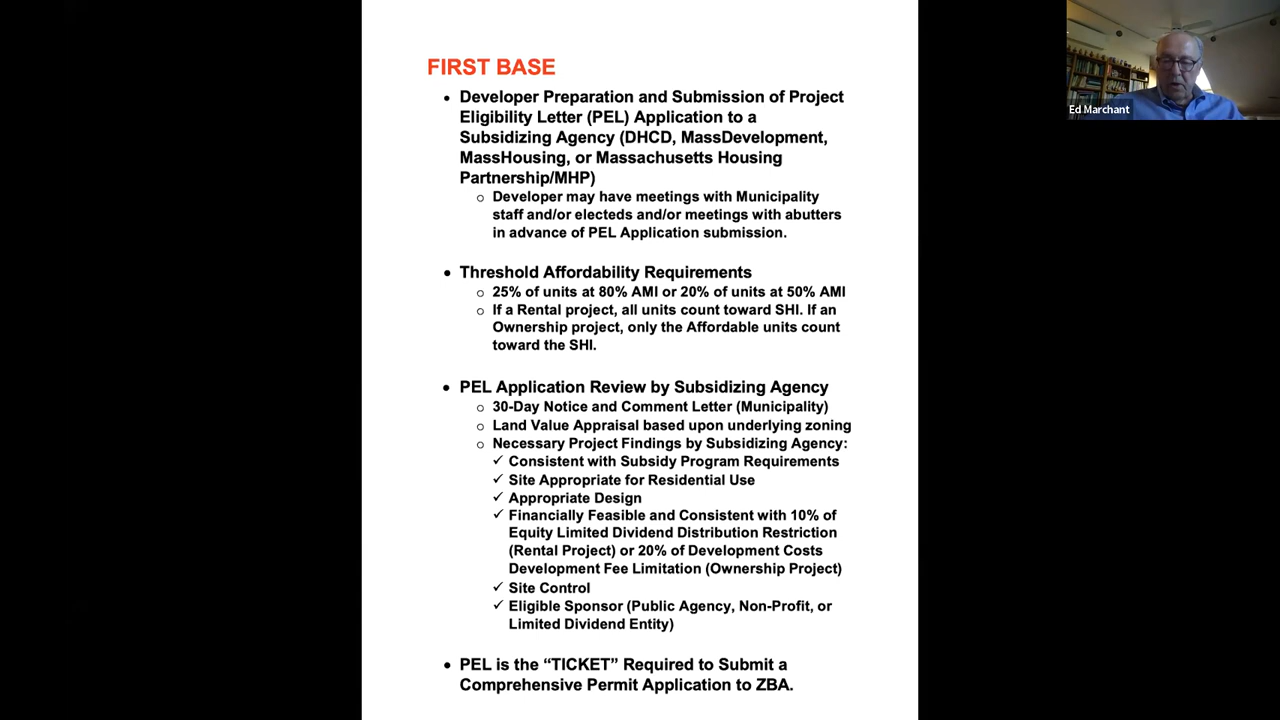 FIRST BASE
• Developer Preparation and Submission of Project
Eligibility Letter (PEL) Application to a
Subsidizing Agency (DHCD, MassDevelopment,
MassHousing, or Massachusetts Housing
Partnership/MHP)
o Developer may have meetings with Municipality
staff and/or electeds and/or meetings with abutters
in advance of PEL Application submission.
• Threshold Affordability Requirements
o 25% of units at 80% AMI or 20% of units at 50% AMI
o If a Rental project, all units count toward SHI. If an
Ownership project, only the Affordable units count
toward the SHI.
• PEL Application Review by Subsidizing Agency
o 30-Day Notice and Comment Letter (Municipality)
o Land Value Appraisal based upon underlying zoning
o Necessary Project Findings by Subsidizing Agency:
✓ Consistent with Subsidy Program Requirements
✓ Site Appropriate for Residential Use
✓ Appropriate Design
✓ Financially Feasible and Consistent with 10% of
Equity Limited Dividend Distribution Restriction
(Rental Project) or 20% of Development Costs
Development Fee Limitation (Ownership Project)
✓ Site Control
✓ Eligible Sponsor (Public Agency, Non-Profit, or
Limited Dividend Entity)
• PEL is the “TICKET” Required to Submit a
Comprehensive Permit Application to ZBA.
Ed Marchant